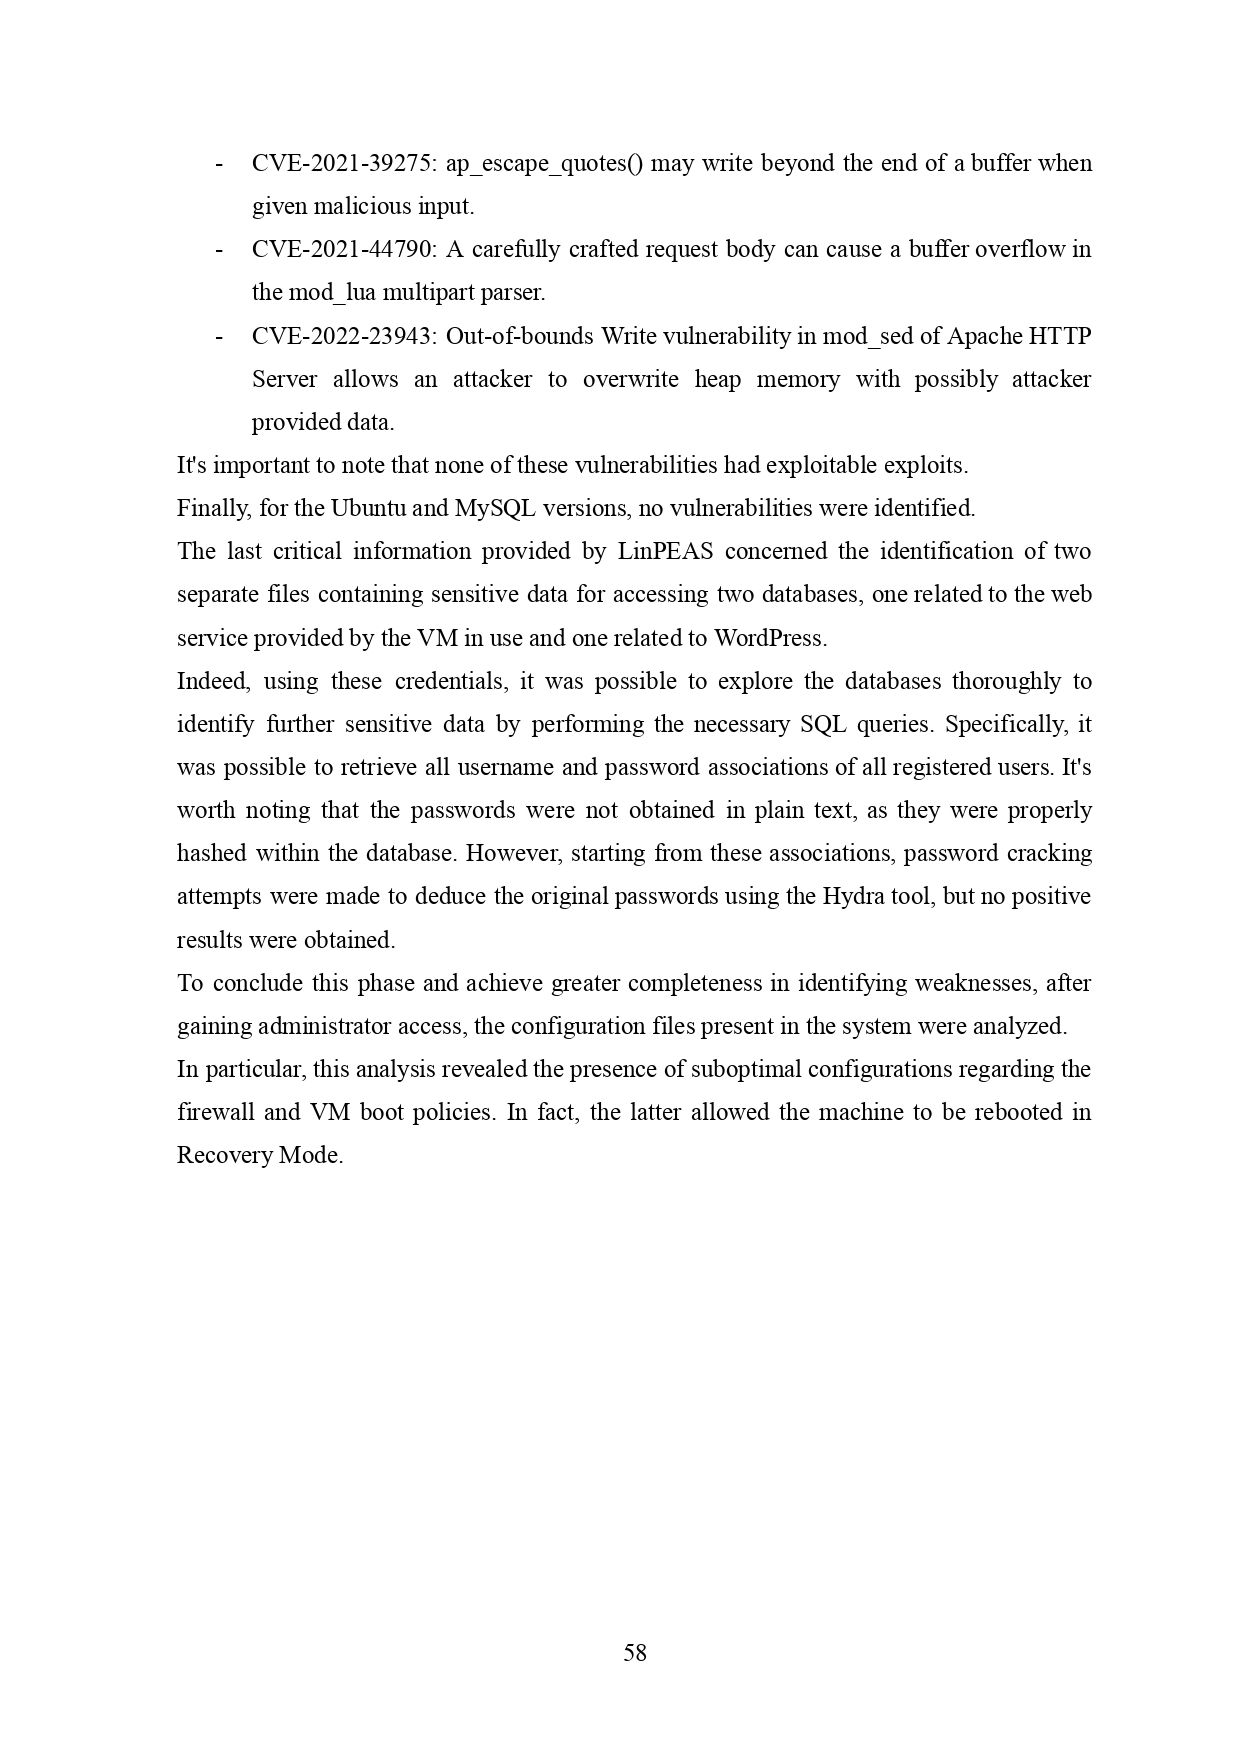 - CVE-2021-39275: ap_escape_quotes() may write beyond the end of a buffer when
given malicious input.
- CVE-2021-44790: A carefully crafted request body can cause a buffer overflow in
the mod_lua multipart parser.
- CVE-2022-23943: Out-of-bounds Write vulnerability in mod_sed of Apache HTTP
Server allows an attacker to overwrite heap memory with possibly attacker
provided data.
It's important to note that none of these vulnerabilities had exploitable exploits.
Finally, for the Ubuntu and MySQL versions, no vulnerabilities were identified.
The last critical information provided by LinPEAS concerned the identification of two
separate files containing sensitive data for accessing two databases, one related to the web
service provided by the VM in use and one related to WordPress.
Indeed, using these credentials, it was possible to explore the databases thoroughly to
identify further sensitive data by performing the necessary SQL queries. Specifically, it
was possible to retrieve all username and password associations of all registered users. It's
worth noting that the passwords were not obtained in plain text, as they were properly
hashed within the database. However, starting from these associations, password cracking
attempts were made to deduce the original passwords using the Hydra tool, but no positive
results were obtained.
To conclude this phase and achieve greater completeness in identifying weaknesses, after
gaining administrator access, the configuration files present in the system were analyzed.
In particular, this analysis revealed the presence of suboptimal configurations regarding the
firewall and VM boot policies. In fact, the latter allowed the machine to be rebooted in
Recovery Mode.
58